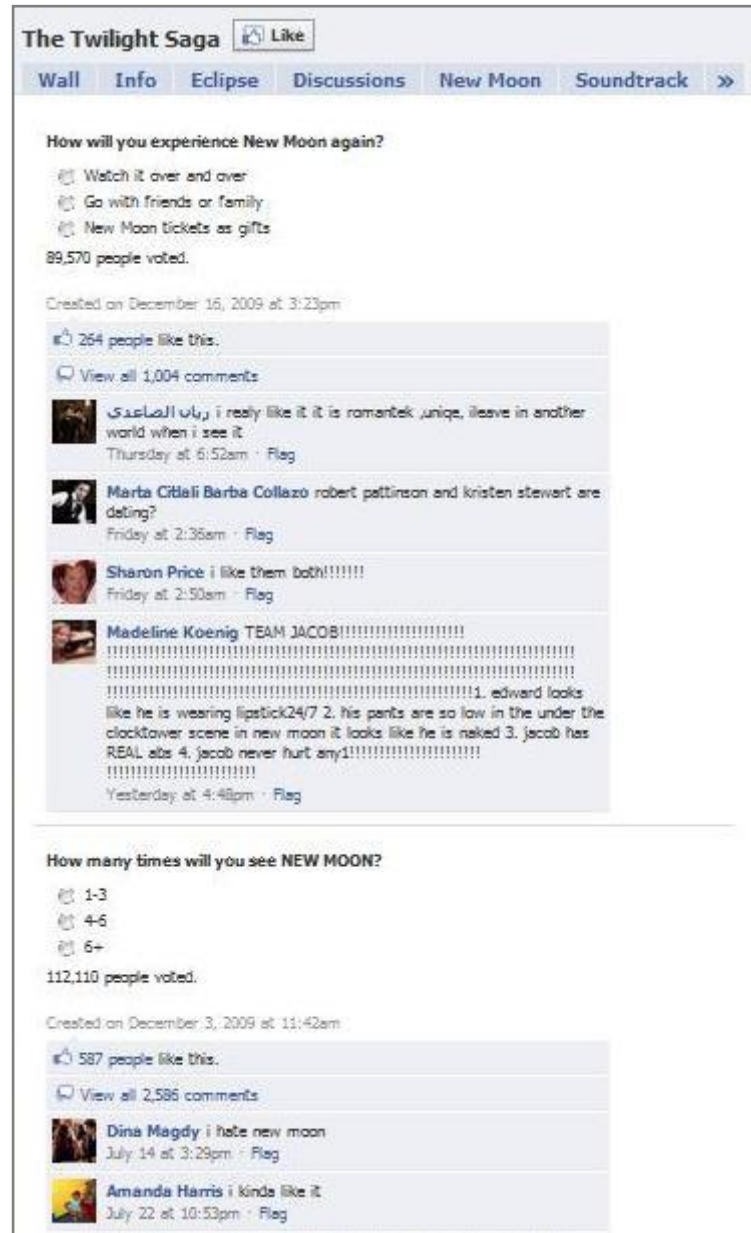 The Twilight Saga Like
Wall Info Eclipse Discussions New Moon Soundtrack »
How will you experience New Moon again?
Watch it over and over
Go with friends or family
New Moon tickets as gifts
89,570 people voted.
Created on December 16, 2009 at 3:23pm
264 people like this.
View all 1,004 comments
رباب الصاعدي i realy like it it is romantek ,uniqe, ileave in another
world when i see it
Thursday at 6:52am · Flag
Marta Citlali Barba Collazo robert pattinson and kristen stewart are
dating?
Friday at 2:36am · Flag
Sharon Price i like them both!!!!!!!
Friday at 2:50am · Flag
Madeline Koenig TEAM JACOB!!!!!!!!!!!!!!!!!!!!!
!!!!!!!!!!!!!!!!!!!!!!!!!!!!!!!!!!!!!!!!!!!!!!!!!!!!!!!!!!!!!!!!!!!!!!!!!!!!!!
!!!!!!!!!!!!!!!!!!!!!!!!!!!!!!!!!!!!!!!!!!!!!!!!!!!!!!!!!!!!!!!!!!!!!!!!!!!!!!
!!!!!!!!!!!!!!!!!!!!!!!!!!!!!!!!!!!!!!!!!!!!!!!!!!!!!!!!!!!!!1. edward looks
like he is wearing lipstick24/7 2. his pants are so low in the under the
clocktower scene in new moon it looks like he is naked 3. jacob has
REAL abs 4. jacob never hurt any1!!!!!!!!!!!!!!!!!!!!!!
!!!!!!!!!!!!!!!!!!!!!!!!!
Yesterday at 4:48pm · Flag
How many times will you see NEW MOON?
1-3
4-6
6+
112,110 people voted.
Created on December 3, 2009 at 11:42am
587 people like this.
View all 2,586 comments
Dina Magdy i hate new moon
July 14 at 3:29pm · Flag
Amanda Harris i kinda like it
July 22 at 10:53pm · Flag